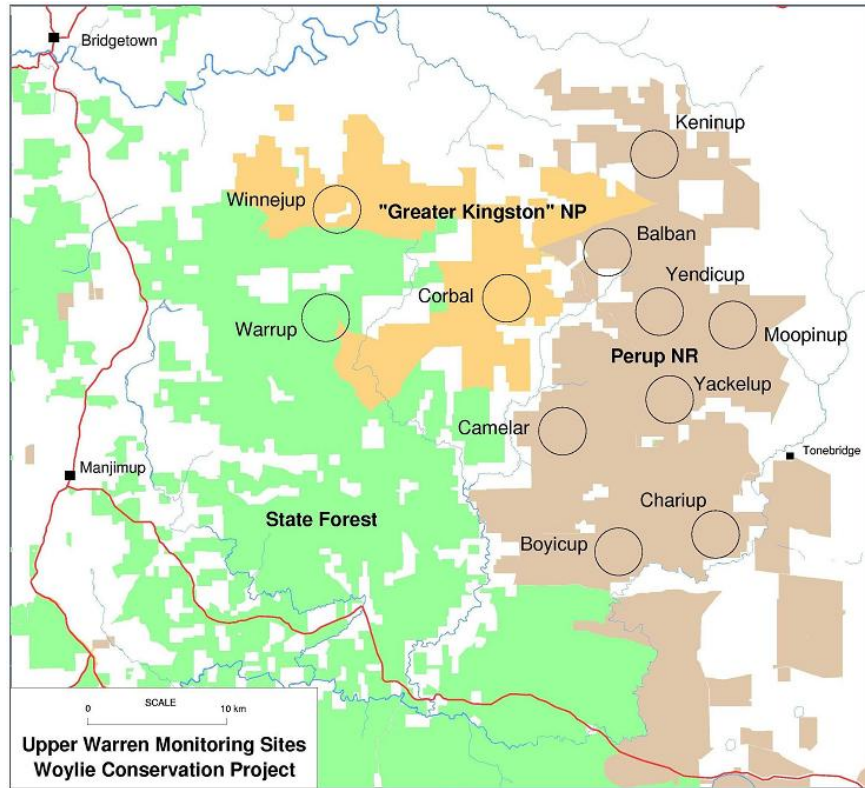 Bridgetown
Keninup
Winnejup
"Greater Kingston" NP
Balban
Yendicup
Corbal
Warrup
Moopinup
Perup NR
Yackelup
Camelar
Tonebridge
Manjimup
Chariup
State Forest
Boyicup
SCALE
0 10 km
Upper Warren Monitoring Sites
Woylie Conservation Project